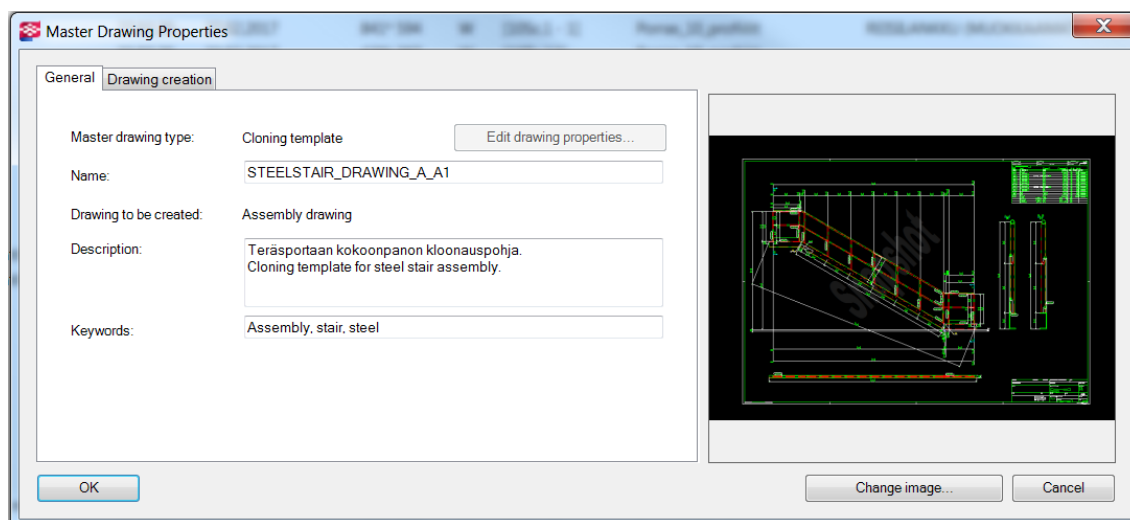 Master Drawing Properties
General
Drawing creation
Master drawing type:
Cloning template
Edit drawing properties...
Name:
STEELSTAIR_DRAWING_A_A1
Drawing to be created:
Assembly drawing
Description:
Teräsportaan kokoonpanon kloonauspohja.
Cloning template for steel stair assembly.
Keywords:
Assembly, stair, steel
Snapshot
OK
Change image...
Cancel